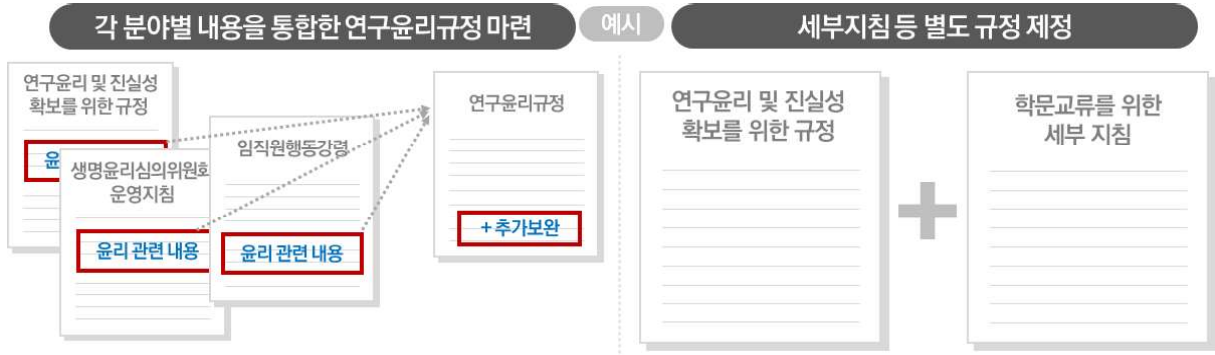 각 분야별 내용을 통합한 연구윤리규정 마련
예시
세부지침 등 별도 규정 제정
연구윤리 및 진실성
확보를 위한 규정
윤
생명윤리심의위원회
운영지침
윤리 관련 내용
임직원행동강령
윤리 관련 내용
연구윤리규정
+ 추가보완
연구윤리 및 진실성
확보를 위한 규정
+
학문교류를 위한
세부 지침